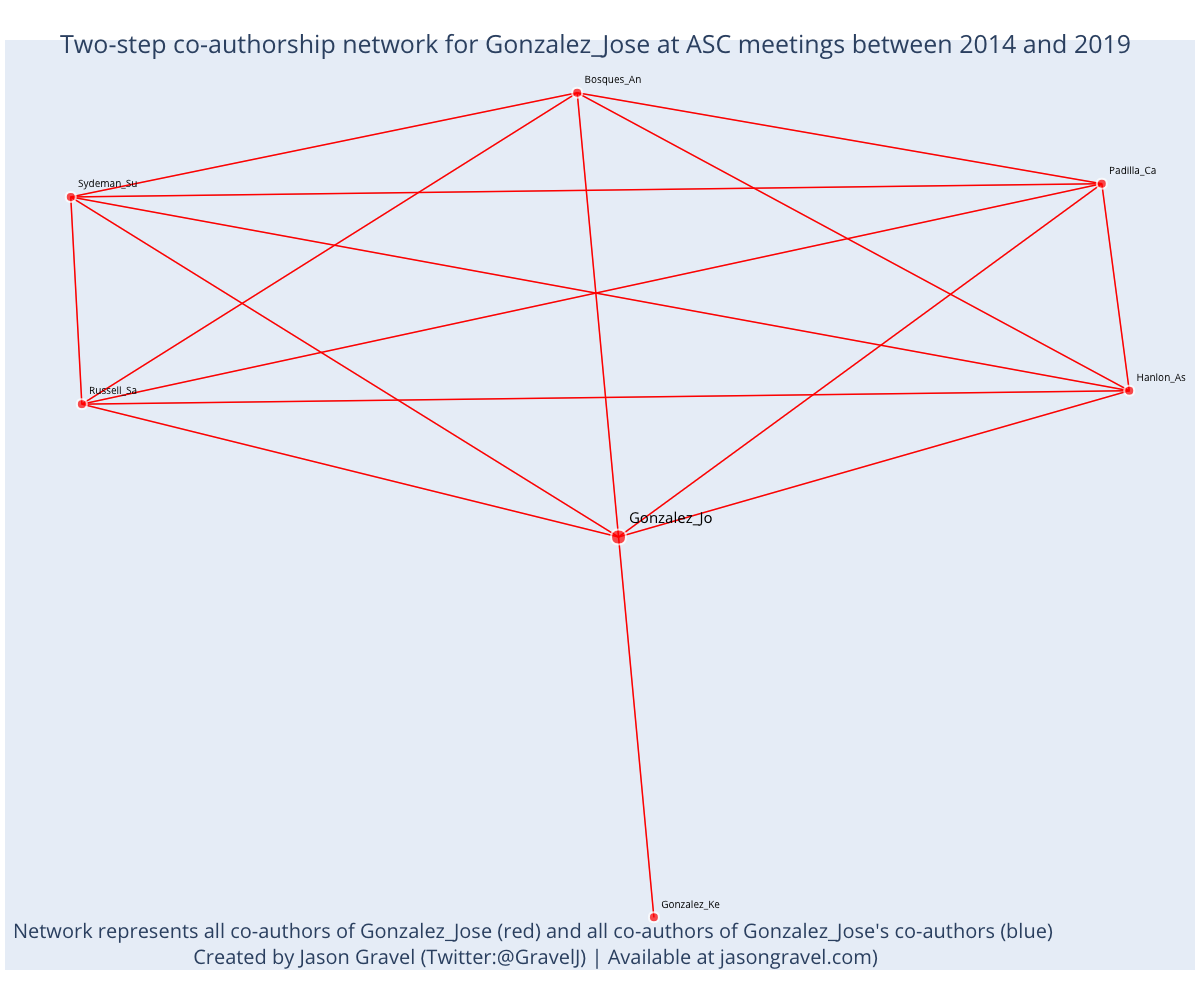 Two-step co-authorship network for Gonzalez_Jose at ASC meetings between 2014 and 2019
Bosques_An
Padilla_Ca
Sydeman_Su
Hanlon_As
Russell_Sa
Gonzalez_Jo
Gonzalez_Ke
Network represents all co-authors of Gonzalez_Jose (red) and all co-authors of Gonzalez_Jose's co-authors (blue)
Created by Jason Gravel (Twitter:@GravelJ) | Available at jasongravel.com)